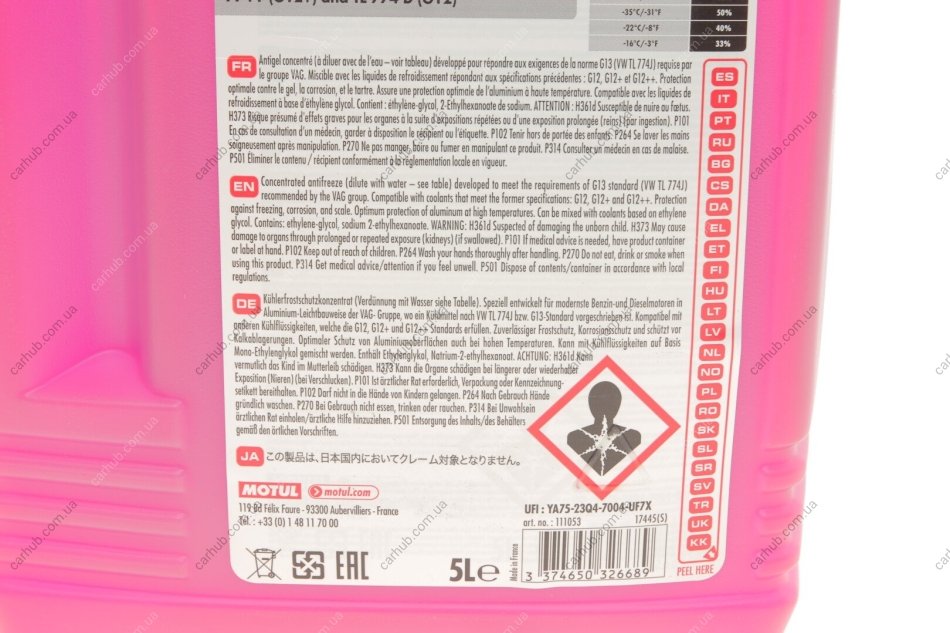 -35°C/-31°F 50%
-22°C/-8°F 40%
-16°C/-3°F 33%
FR Antigel concentré (à diluer avec de l'eau – voir tableau) développé pour répondre aux exigences de la norme G13 (VW TL 774J) requise par
le groupe VAG. Miscible avec les liquides de refroidissement répondant aux spécifications précédentes : G12, G12+ et G12++. Protection
optimale contre le gel, la corrosion, et le tartre. Assure une protection optimale de l'aluminium à haute température. Compatible avec les liquides de
refroidissement à base d'éthylène glycol. Contient : éthylène-glycol, 2-Ethylhexanoate de sodium. ATTENTION : H361d Susceptible de nuire au fœtus.
H373 Risque présumé d'effets graves pour les organes à la suite d'expositions répétées ou d'une exposition prolongée (reins) (par ingestion). P101
En cas de consultation d'un médecin, garder à disposition le récipient ou l'étiquette. P102 Tenir hors de portée des enfants. P264 Se laver les mains
soigneusement après manipulation. P270 Ne pas manger, boire ou fumer en manipulant ce produit. P314 Consulter un médecin en cas de malaise.
P501 Éliminer le contenu / récipient conformément à la réglementation locale en vigueur.
EN Concentrated antifreeze (dilute with water – see table) developed to meet the requirements of G13 standard (VW TL 774J)
recommended by the VAG group. Compatible with coolants that meet the former specifications: G12, G12+ and G12++. Protection
against freezing, corrosion, and scale. Optimum protection of aluminum at high temperatures. Can be mixed with coolants based on ethylene
glycol. Contains: ethylene-glycol, sodium 2-ethylhexanoate. WARNING: H361d Suspected of damaging the unborn child. H373 May cause
damage to organs through prolonged or repeated exposure (kidneys) (if swallowed). P101 If medical advice is needed, have product container
or label at hand. P102 Keep out of reach of children. P264 Wash your hands thoroughly after handling. P270 Do not eat, drink or smoke when
using this product. P314 Get medical advice/attention if you feel unwell. P501 Dispose of contents/container in accordance with local
regulations.
DE Kühlerfrostschutzkonzentrat (Verdünnung mit Wasser siehe Tabelle). Speziell entwickelt für modernste Benzin-und Dieselmotoren in
Aluminium-Leichtbauweise der VAG- Gruppe, wo ein Kühlmittel nach VW TL 774J bzw. G13-Standard vorgeschrieben ist. Kompatibel mit
anderen Kühlflüssigkeiten, welche die G12, G12+ und G12++ Standards erfüllen. Zuverlässiger Frostschutz, Korrosionsschutz und schützt vor
Kalkablagerungen. Optimaler Schutz von Aluminiumoberflächen auch bei hohen Temperaturen. Kann mit Kühlflüssigkeiten auf Basis
Mono-Ethylenglykol gemischt werden. Enthält Ethylenglykol, Natrium-2-ethylhexanoat. ACHTUNG: H361d Kann
vermutlich das Kind im Mutterleib schädigen. H373 Kann die Organe schädigen bei längerer oder wiederholter
Exposition (Nieren) (bei Verschlucken). P101 Ist ärztlicher Rat erforderlich, Verpackung oder Kennzeichnung-
setikett bereithalten. P102 Darf nicht in die Hände von Kindern gelangen. P264 Nach Gebrauch Hände
gründlich waschen. P270 Bei Gebrauch nicht essen, trinken oder rauchen. P314 Bei Unwohlsein
ärztlichen Rat einholen/ärztliche Hilfe hinzuziehen. P501 Entsorgung des Inhalts/des Behälters
gemäß den örtlichen Vorschriften.
JA この製品は、日本国内においてクレーム対象となりません。
MOTUL motul.com
119 Bd Félix Faure - 93300 Aubervilliers - France
Tél. : +33 (0) 1 48 11 70 00
EAC 5L e
UFI : YA75-23Q4-7004-UF7X
art. no. : 111053 17445(S)
Made in France
3 374650 326689
ES
IT
PT
RU
BG
CS
DA
EL
ET
FI
HU
LT
LV
NL
NO
PL
RO
SK
SL
SR
SV
TR
UK
KK
PEEL HERE
carhub.com.ua